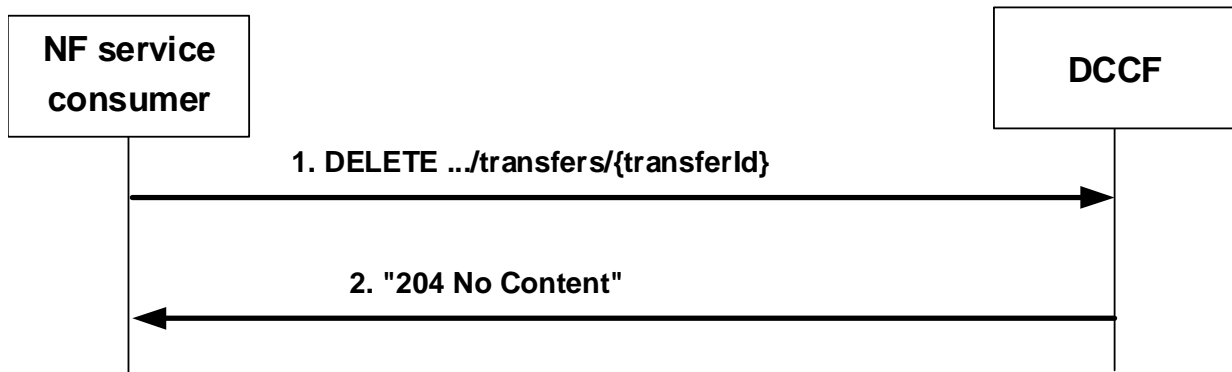 NF service
consumer
DCCF
1. DELETE .../transfers/{transferId}
2. "204 No Content"